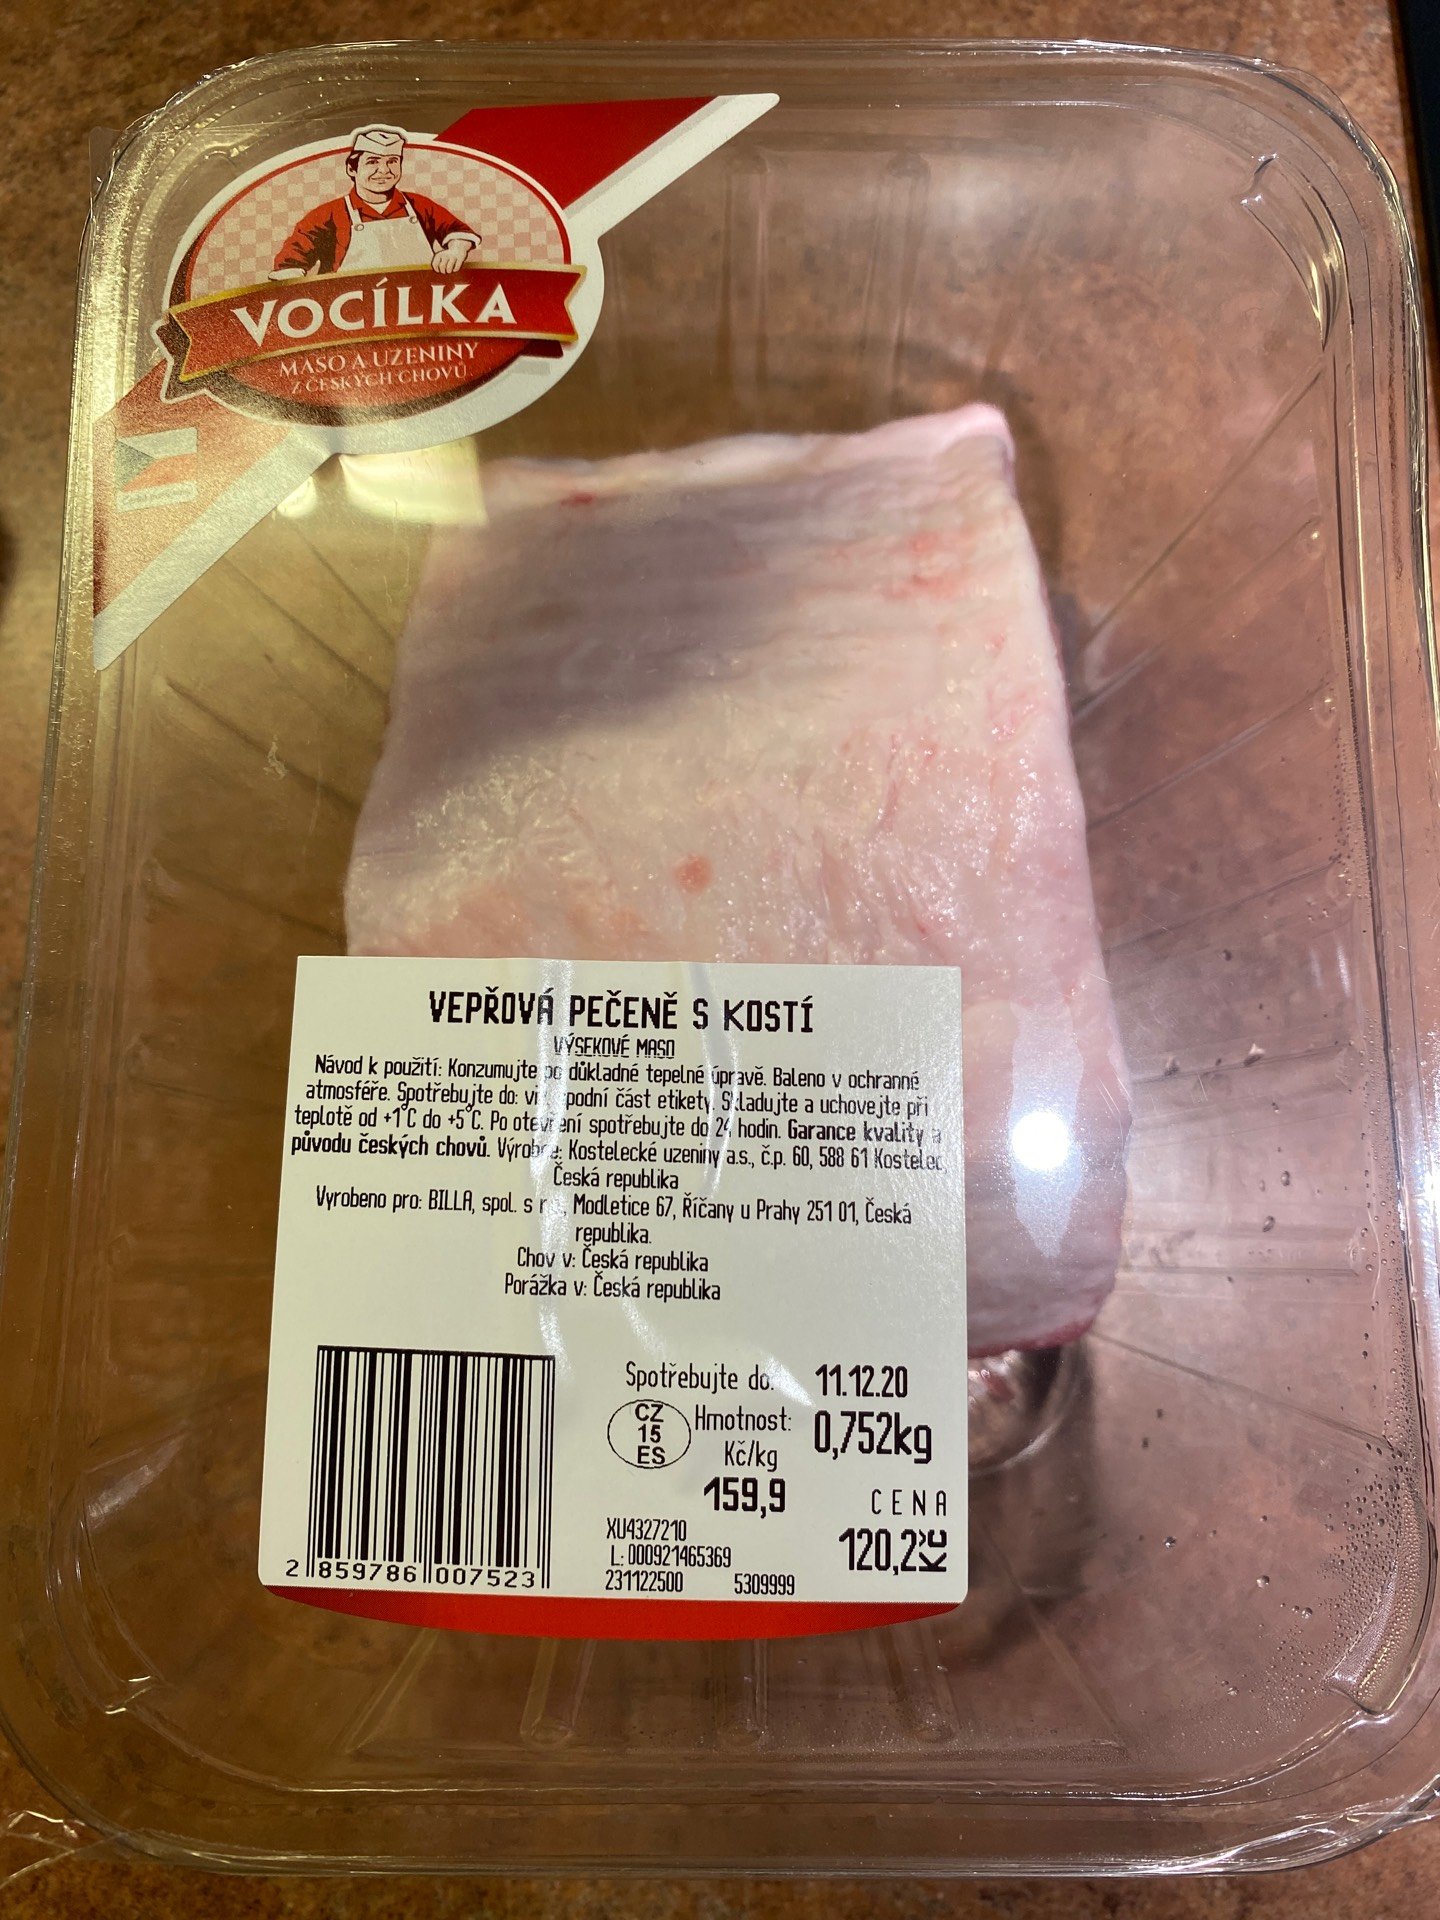 VOCÍLKA
MASO A UZENINY
Z ČESKÝCH CHOVŮ
VEPŘOVÁ PEČENĚ S KOSTÍ
VÝSEKOVÉ MASO
Návod k použití: Konzumujte po důkladné tepelné úpravě. Baleno v ochranné
atmosféře. Spotřebujte do: viz. spodní část etikety. Skladujte a uchovejte při
teplotě od +1°C do +5°C. Po otevření spotřebujte do 24 hodin. Garance kvality a
původu českých chovů. Výrobce: Kostelecké uzeniny a.s., č.p. 60, 588 61 Kostelec,
Česká republika
Vyrobeno pro: BILLA, spol. s r.o., Modletice 67, Říčany u Prahy 251 01, Česká
republika.
Chov v: Česká republika
Porážka v: Česká republika
Spotřebujte do: 11.12.20
CZ
15
ES
Hmotnost: 0,752kg
Kč/kg
159,9
CENA
120,2Kč
XU4327210
L: 000921465369
231122500 5309999
2 859786 007523